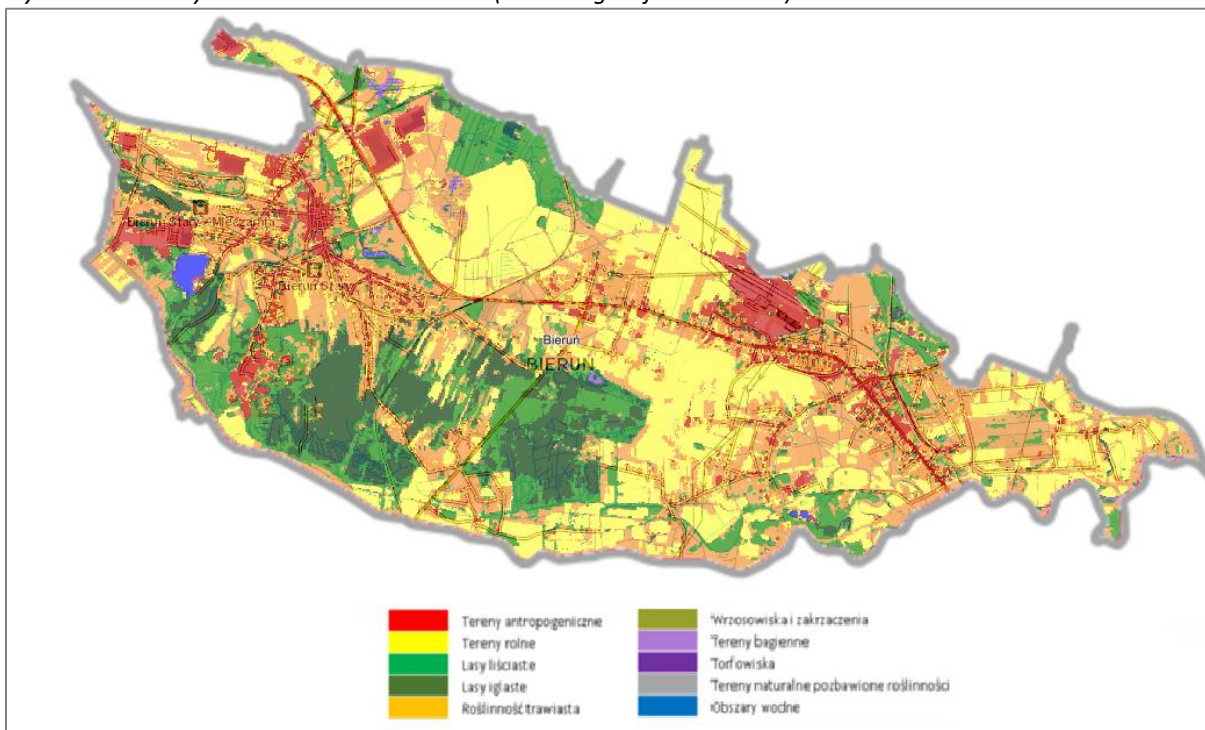 Bieruń Stary
Bieruń
BIERUŃ
Tereny antropogeniczne
Tereny rolne
Lasy liściaste
Lasy iglaste
Roślinność trawiasta
Wrzosowiska i zakrzaczenia
Tereny bagienne
Torfowiska
Tereny naturalne pozbawione roślinności
Obszary wodne